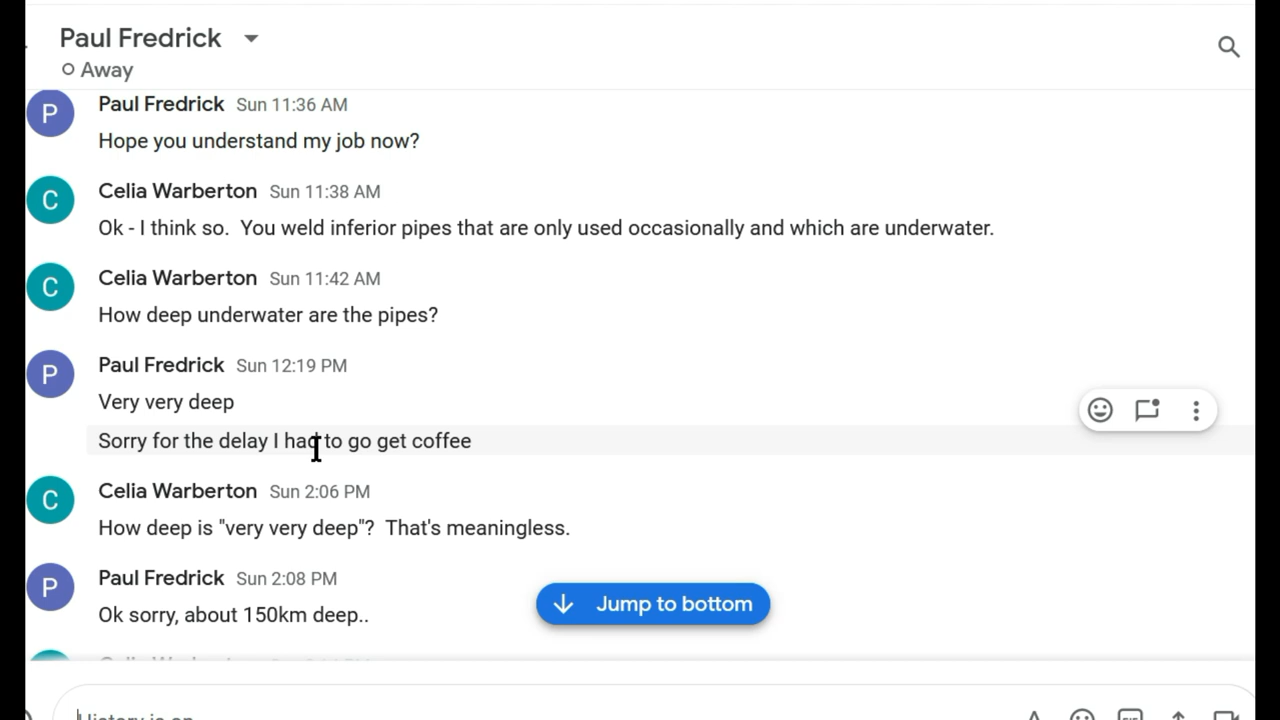 Paul Fredrick
Away
P
Paul Fredrick Sun 11:36 AM
Hope you understand my job now?
C
Celia Warberton Sun 11:38 AM
Ok - I think so.  You weld inferior pipes that are only used occasionally and which are underwater.
C
Celia Warberton Sun 11:42 AM
How deep underwater are the pipes?
P
Paul Fredrick Sun 12:19 PM
Very very deep
Sorry for the delay I had to go get coffee
C
Celia Warberton Sun 2:06 PM
How deep is "very very deep"?  That's meaningless.
P
Paul Fredrick Sun 2:08 PM
Ok sorry, about 150km deep..
Jump to bottom
History is on
GIF